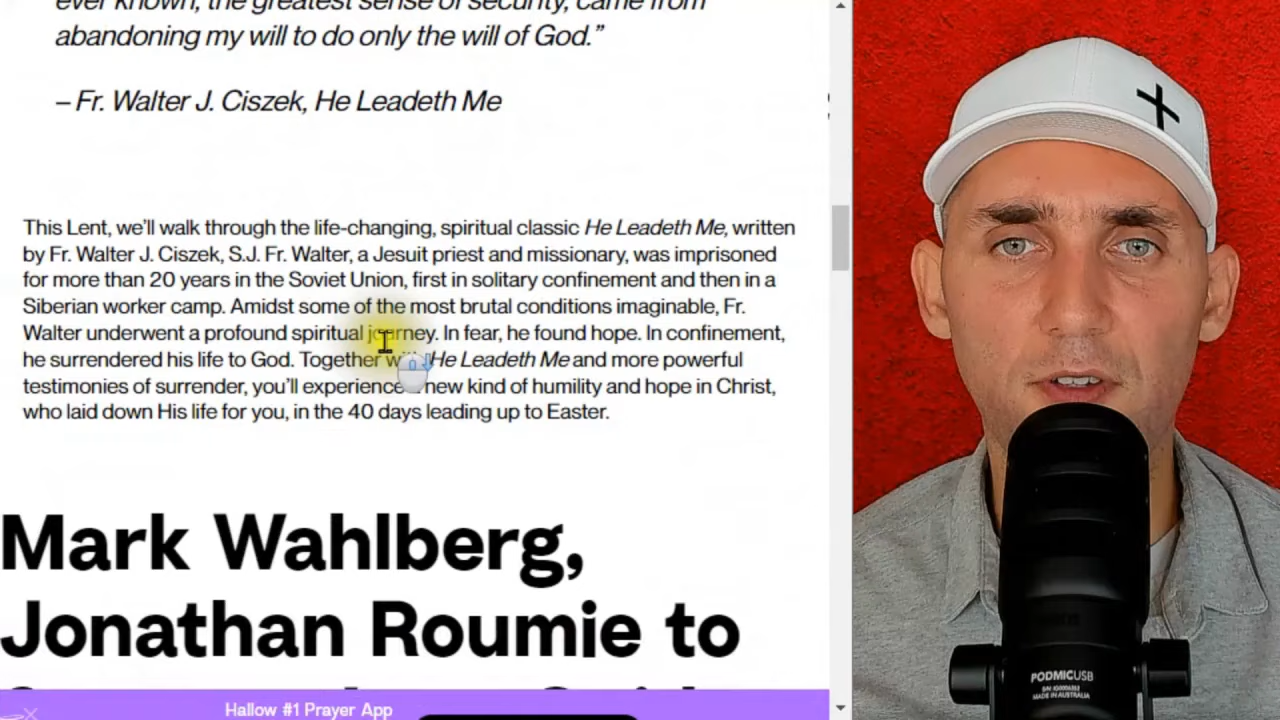 ever known, the greatest sense of security, came from
abandoning my will to do only the will of God.”
– Fr. Walter J. Ciszek, He Leadeth Me
This Lent, we’ll walk through the life-changing, spiritual classic He Leadeth Me, written
by Fr. Walter J. Ciszek, S.J. Fr. Walter, a Jesuit priest and missionary, was imprisoned
for more than 20 years in the Soviet Union, first in solitary confinement and then in a
Siberian worker camp. Amidst some of the most brutal conditions imaginable, Fr.
Walter underwent a profound spiritual journey. In fear, he found hope. In confinement,
he surrendered his life to God. Together with He Leadeth Me and more powerful
testimonies of surrender, you’ll experience new kind of humility and hope in Christ,
who laid down His life for you, in the 40 days leading up to Easter.
Mark Wahlberg,
Jonathan Roumie to
Hallow #1 Prayer App
PODMICUSB
MADE IN AUSTRALIA